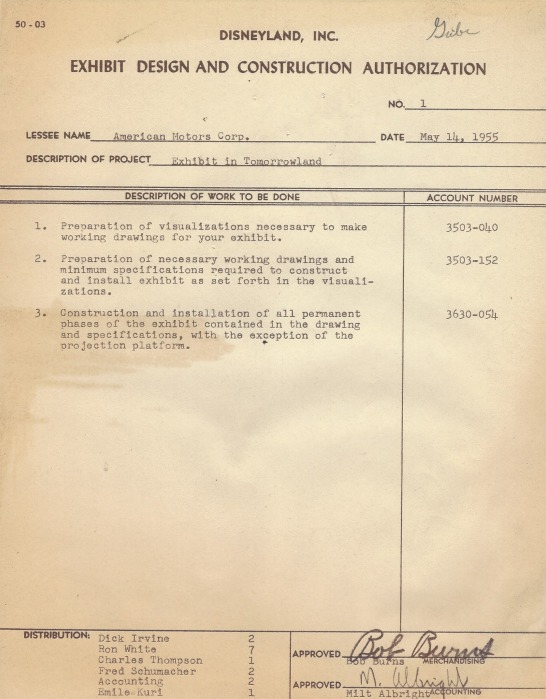 50-03
Gabe
DISNEYLAND, INC.
EXHIBIT DESIGN AND CONSTRUCTION AUTHORIZATION
NO. 1
LESSEE NAME American Motors Corp. DATE May 14, 1955
DESCRIPTION OF PROJECT Exhibit in Tomorrowland
DESCRIPTION OF WORK TO BE DONE ACCOUNT NUMBER
1. Preparation of visualizations necessary to make 3503-040
working drawings for your exhibit.
2. Preparation of necessary working drawings and 3503-152
minimum specifications required to construct
and install exhibit as set forth in the visuali-
zations.
3. Construction and installation of all permanent 3630-054
phases of the exhibit contained in the drawing
and specifications, with the exception of the
projection platform.
DISTRIBUTION: Dick Irvine 2
Ron White 7
Charles Thompson 1
Fred Schumacher 2
Accounting 2
Emile Kuri 1
APPROVED Bob Burns
Bob Burns MERCHANDISING
APPROVED M. Albright
Milt Albright ACCOUNTING